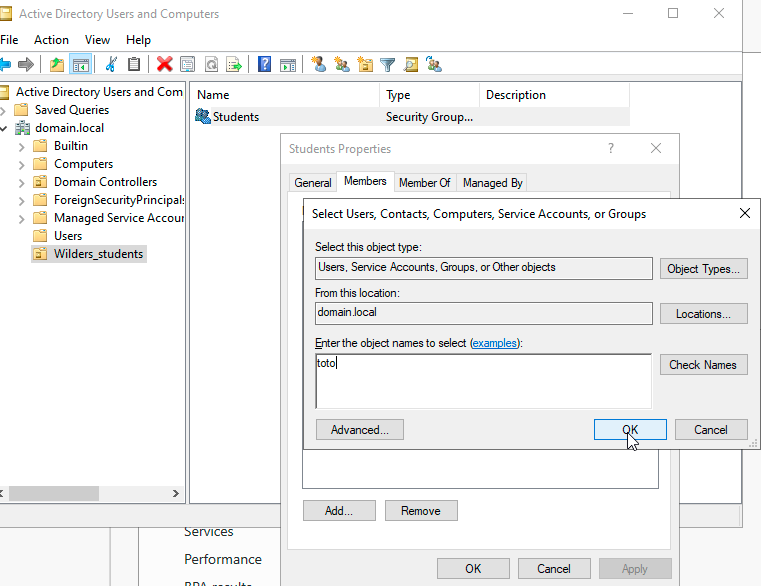 Active Directory Users and Computers
File Action View Help
Active Directory Users and Com
Saved Queries
domain.local
Builtin
Computers
Domain Controllers
ForeignSecurityPrincipals
Managed Service Accour
Users
Wilders_students
Name Type Description
Students Security Group...
Students Properties
General Members Member Of Managed By
Select Users, Contacts, Computers, Service Accounts, or Groups
Select this object type:
Users, Service Accounts, Groups, or Other objects
Object Types...
From this location:
domain.local
Locations...
Enter the object names to select (examples):
toto
Check Names
Advanced...
OK
Cancel
Add...
Remove
OK
Cancel
Apply
Services
Performance
BPA results